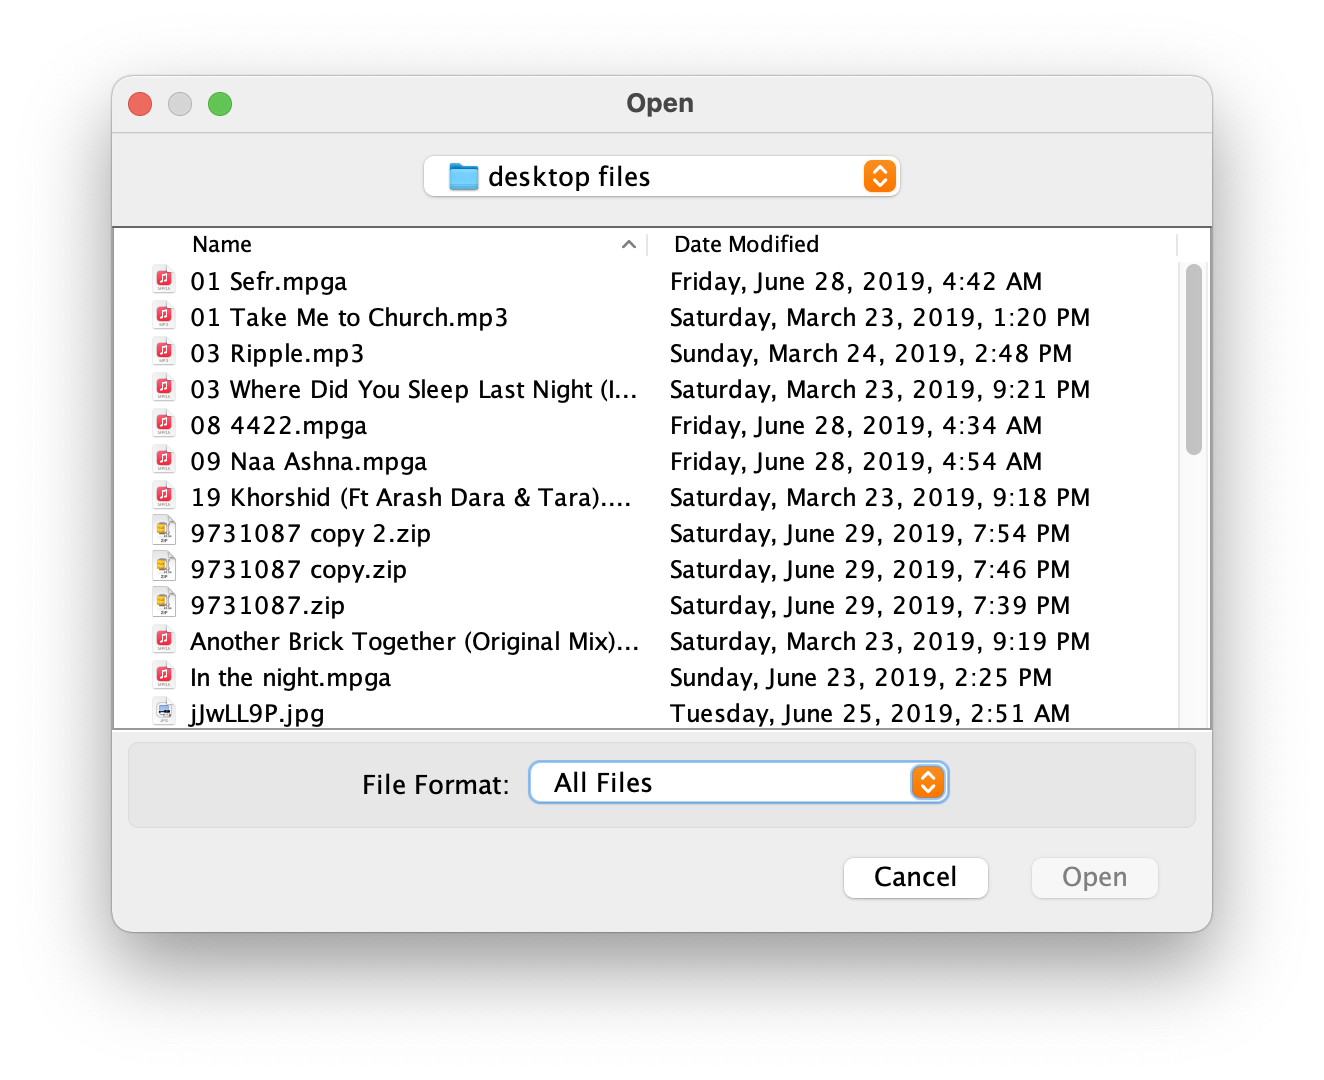 Open
desktop files
Name Date Modified
01 Sefr.mpga Friday, June 28, 2019, 4:42 AM
01 Take Me to Church.mp3 Saturday, March 23, 2019, 1:20 PM
03 Ripple.mp3 Sunday, March 24, 2019, 2:48 PM
03 Where Did You Sleep Last Night (I... Saturday, March 23, 2019, 9:21 PM
08 4422.mpga Friday, June 28, 2019, 4:34 AM
09 Naa Ashna.mpga Friday, June 28, 2019, 4:54 AM
19 Khorshid (Ft Arash Dara & Tara).... Saturday, March 23, 2019, 9:18 PM
9731087 copy 2.zip Saturday, June 29, 2019, 7:54 PM
9731087 copy.zip Saturday, June 29, 2019, 7:46 PM
9731087.zip Saturday, June 29, 2019, 7:39 PM
Another Brick Together (Original Mix)... Saturday, March 23, 2019, 9:19 PM
In the night.mpga Sunday, June 23, 2019, 2:25 PM
jJwLL9P.jpg Tuesday, June 25, 2019, 2:51 AM
File Format: All Files
Cancel Open